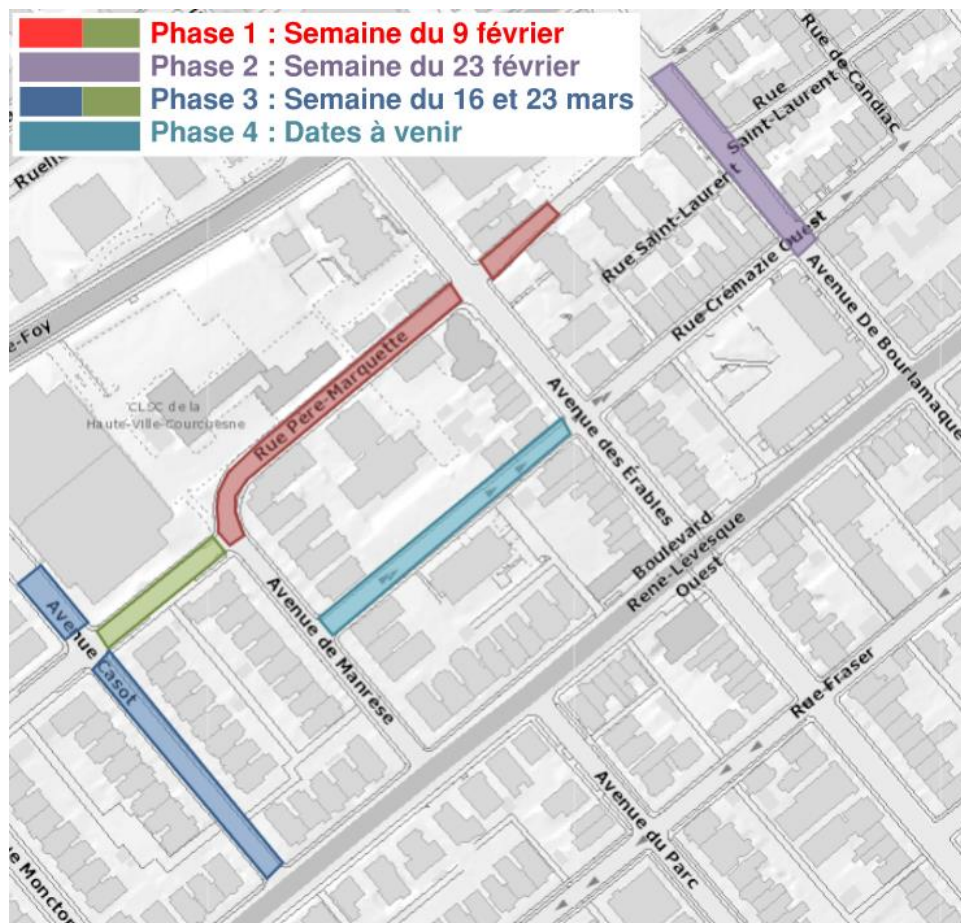 Phase 1 : Semaine du 9 février
Phase 2 : Semaine du 23 février
Phase 3 : Semaine du 16 et 23 mars
Phase 4 : Dates à venir
Rue de Candiac
Rue
Saint-Laurent
Rue Saint-Laurent
Rue Crémazie Ouest
Avenue De Bourlamaque
e-Foy
Rue Père-Marquette
CLSC de la
Haute-Ville-Courcuesne
Avenue des Érables
Boulevard
René-Lévesque
Ouest
Avenue de Manrèse
Avenue Casot
Rue Fraser
Avenue du Parc
e Moncto